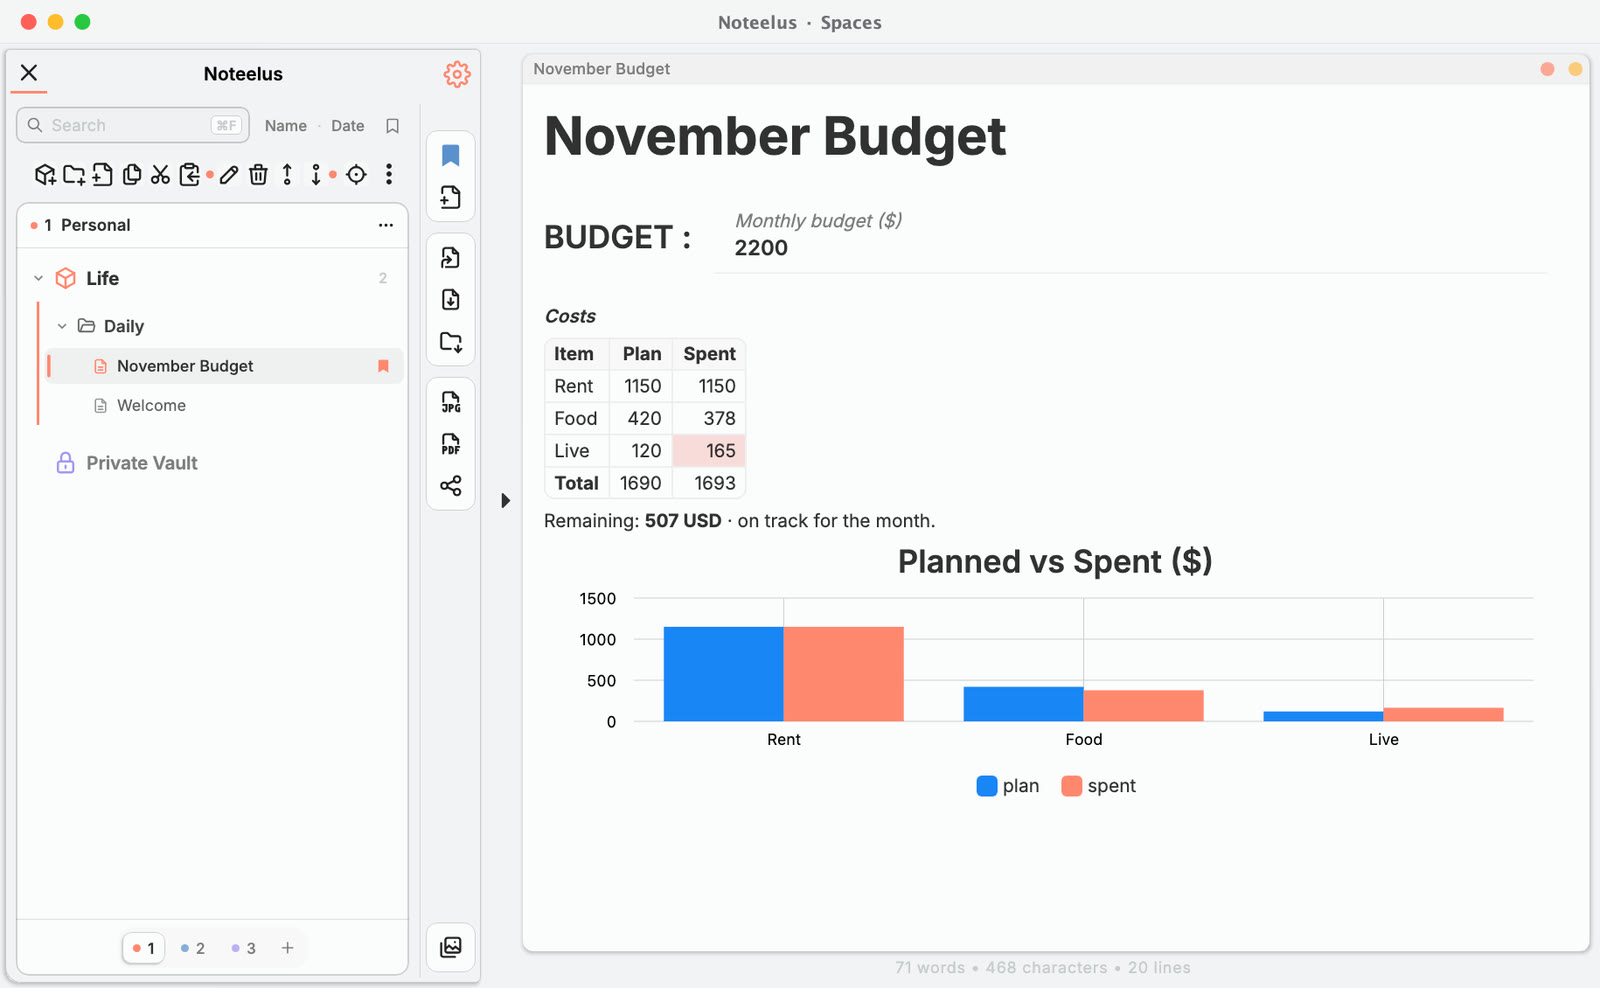 Noteelus · Spaces
Noteelus
Search ⌘F Name · Date
1 Personal ...
Life 2
Daily
November Budget
Welcome
Private Vault
JPG
PDF
1 2 3 +
November Budget
November Budget
BUDGET :
Monthly budget ($)
2200
Costs
Item Plan Spent
Rent 1150 1150
Food 420 378
Live 120 165
Total 1690 1693
Remaining: 507 USD · on track for the month.
Planned vs Spent ($)
1500
1000
500
0
Rent Food Live
plan spent
71 words • 468 characters • 20 lines